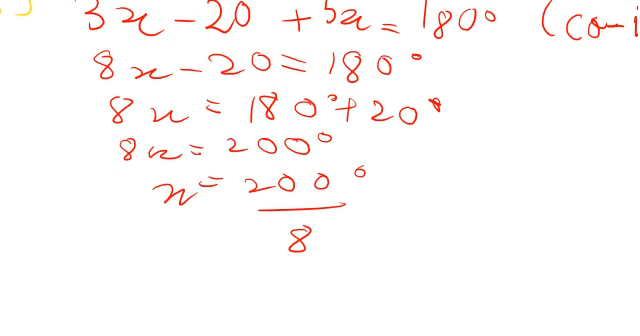 3x - 20 + 5x = 180° (co-i
8x - 20 = 180°
8x = 180° + 20°
8x = 200°
x = 200°
8